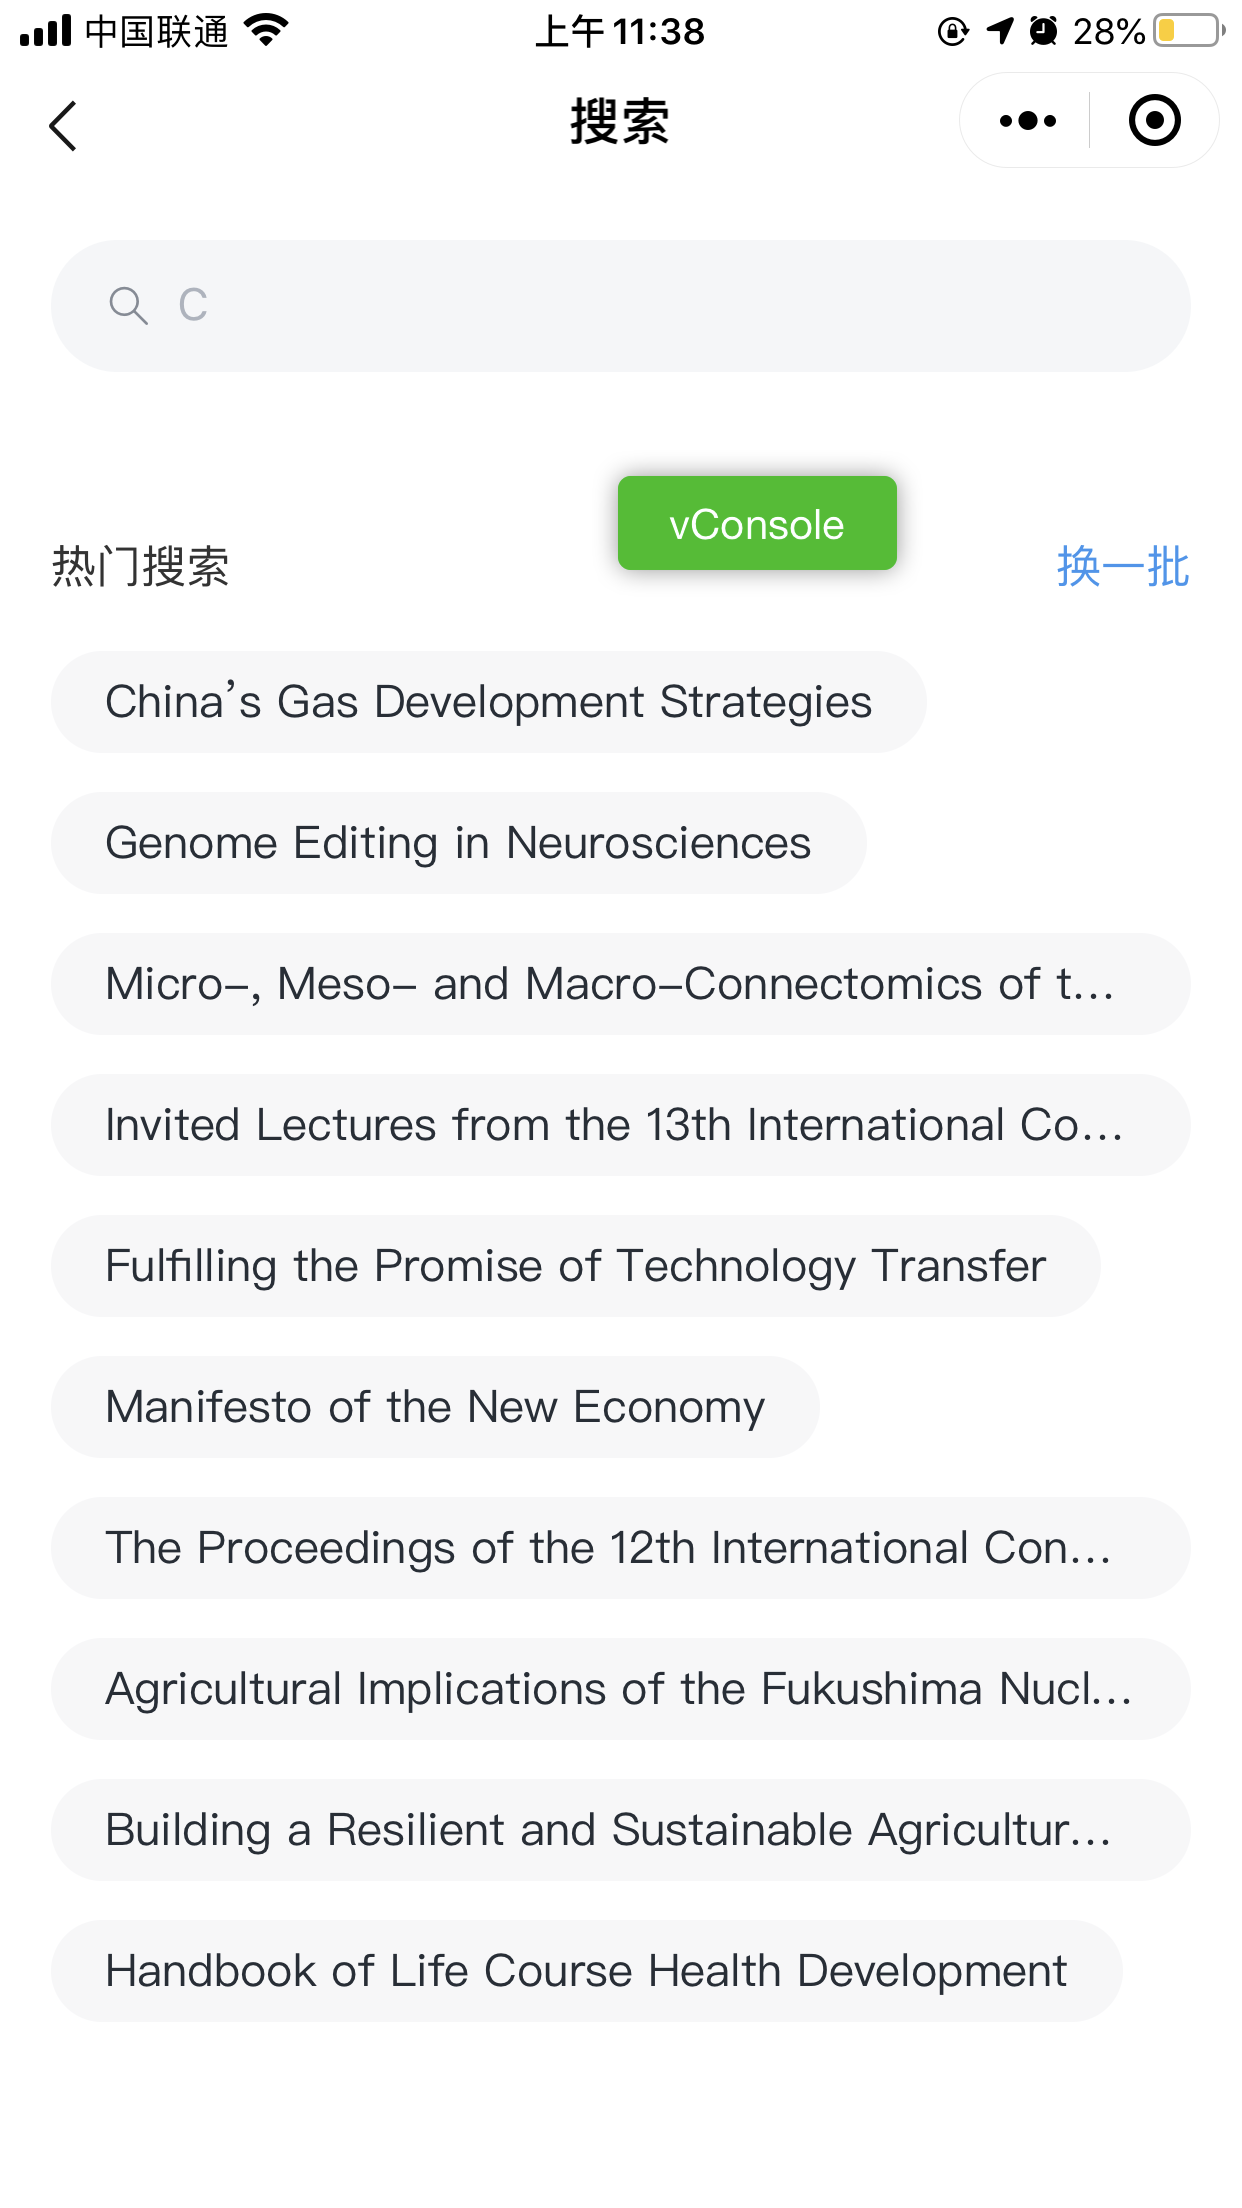 中国联通
上午11:38
28%
搜索
C
vConsole
热门搜索
换一批
China’s Gas Development Strategies
Genome Editing in Neurosciences
Micro-, Meso- and Macro-Connectomics of t...
Invited Lectures from the 13th International Co...
Fulfilling the Promise of Technology Transfer
Manifesto of the New Economy
The Proceedings of the 12th International Con...
Agricultural Implications of the Fukushima Nucl...
Building a Resilient and Sustainable Agricultur...
Handbook of Life Course Health Development